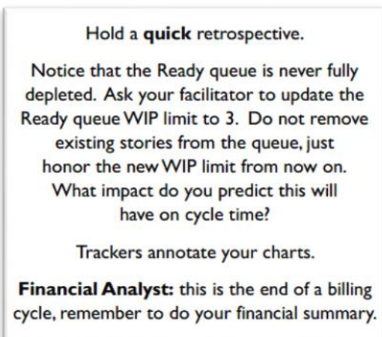 Hold a quick retrospective.
Notice that the Ready queue is never fully
depleted. Ask your facilitator to update the
Ready queue WIP limit to 3. Do not remove
existing stories from the queue, just
honor the new WIP limit from now on.
What impact do you predict this will
have on cycle time?
Trackers annotate your charts.
Financial Analyst: this is the end of a billing
cycle, remember to do your financial summary.